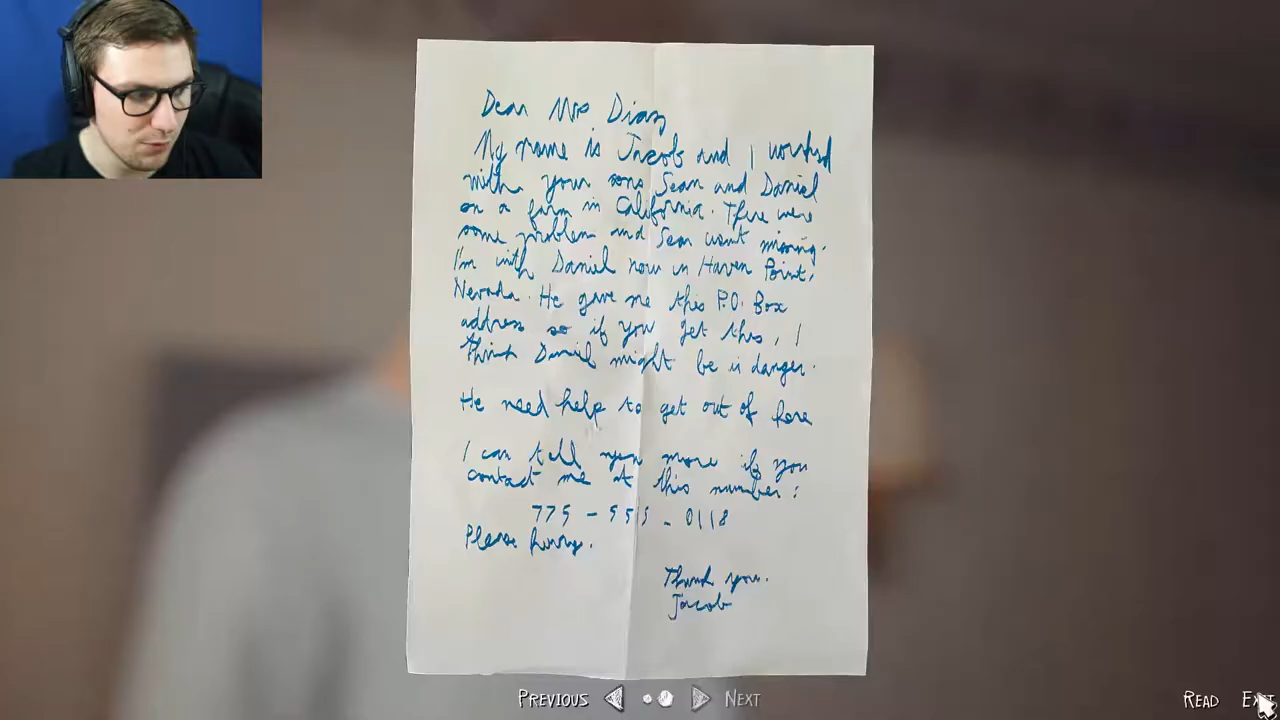 Dear Mrs Diaz
My name is Jacob and I worked
with your sons Sean and Daniel
on a farm in California. There were
some problem and Sean went missing.
I'm with Daniel now in Haven Point,
Nevada. He gave me this P.O. Box
address so if you get this, I
think Daniel might be in danger.
He need help to get out of here
I can tell you more if you
contact me at this number:
775-555-0118
Please hurry.
Thank you.
Jacob
PREVIOUS NEXT
READ EXIT